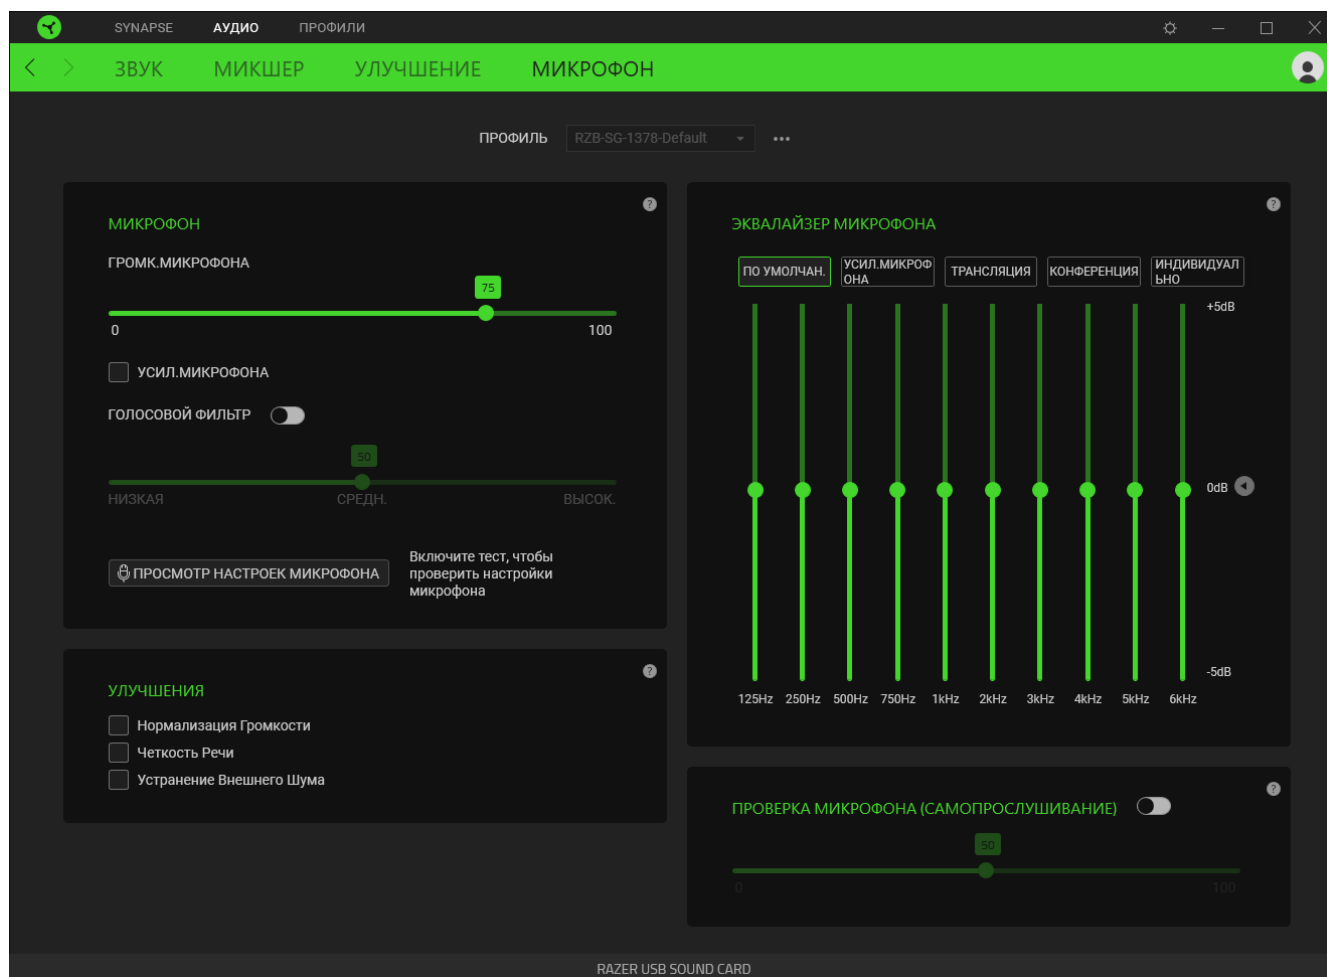 SYNAPSE АУДИО ПРОФИЛИ
ЗВУК МИКШЕР УЛУЧШЕНИЕ МИКРОФОН
ПРОФИЛЬ RZB-SG-1378-Default
МИКРОФОН
ГРОМК.МИКРОФОНА
75
0 100
УСИЛ.МИКРОФОНА
ГОЛОСОВОЙ ФИЛЬТР
50
НИЗКАЯ СРЕДН. ВЫСОК.
ПРОСМОТР НАСТРОЕК МИКРОФОНА
Включите тест, чтобы
проверить настройки
микрофона
УЛУЧШЕНИЯ
Нормализация Громкости
Четкость Речи
Устранение Внешнего Шума
ЭКВАЛАЙЗЕР МИКРОФОНА
ПО УМОЛЧАН.
УСИЛ.МИКРОФ
ОНА
ТРАНСЛЯЦИЯ
КОНФЕРЕНЦИЯ
ИНДИВИДУАЛ
ЬНО
+5dB
0dB
-5dB
125Hz 250Hz 500Hz 750Hz 1kHz 2kHz 3kHz 4kHz 5kHz 6kHz
ПРОВЕРКА МИКРОФОНА (САМОПРОСЛУШИВАНИЕ)
50
0 100
RAZER USB SOUND CARD